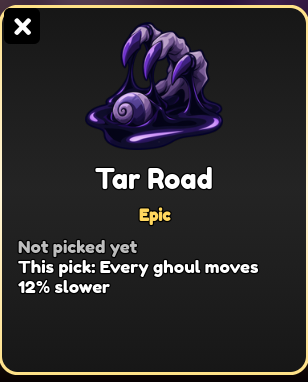 Tar Road
Epic
Not picked yet
This pick: Every ghoul moves
12% slower